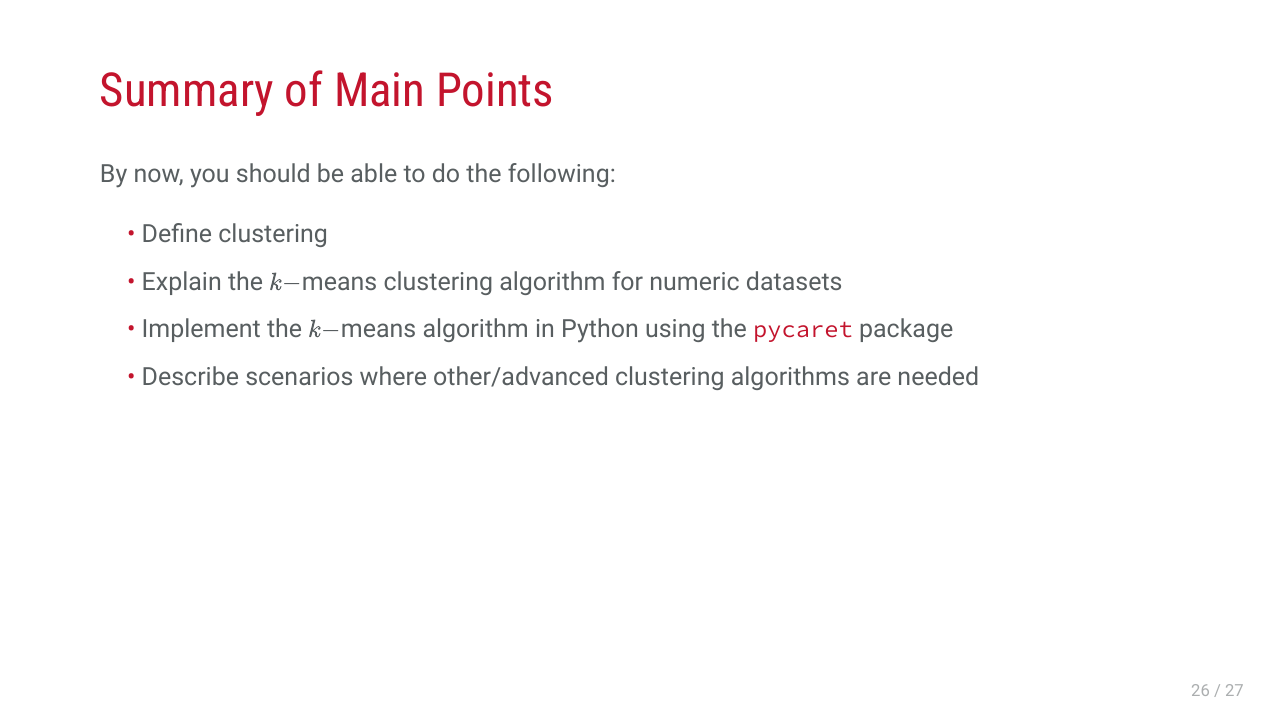 Summary of Main Points
By now, you should be able to do the following:
• Define clustering
• Explain the k−means clustering algorithm for numeric datasets
• Implement the k−means algorithm in Python using the pycaret package
• Describe scenarios where other/advanced clustering algorithms are needed
26 / 27